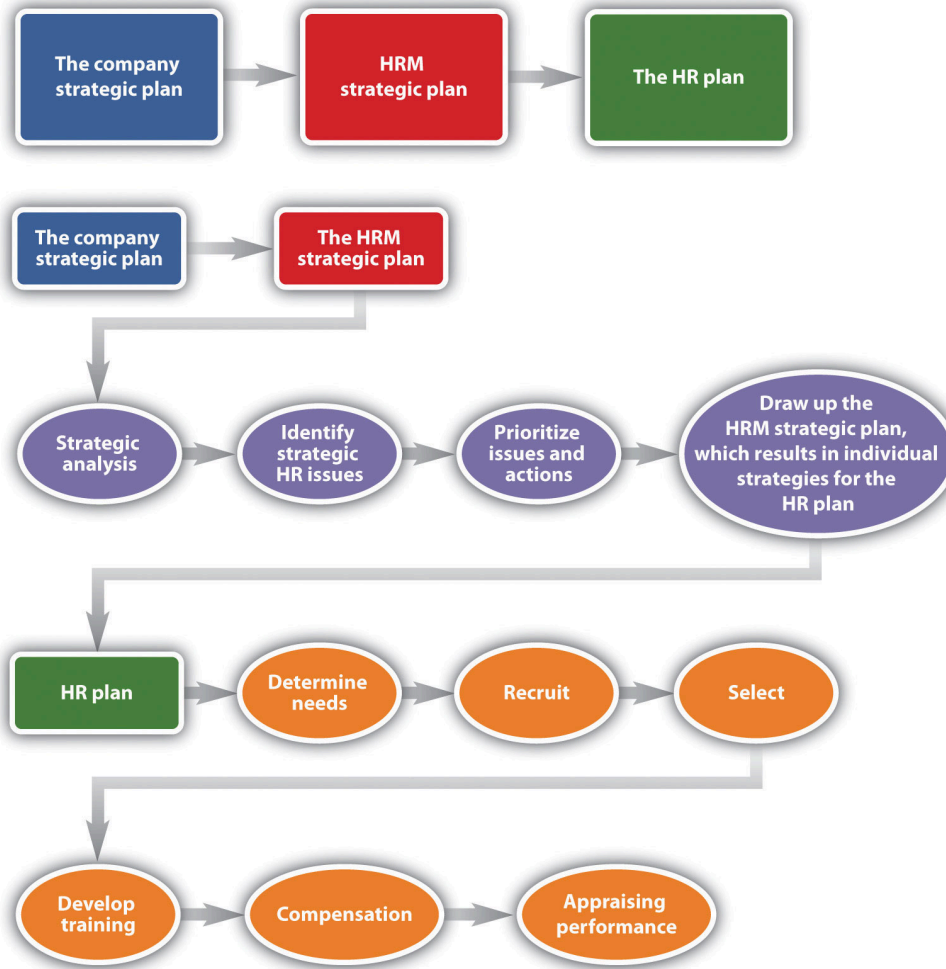 The company
strategic plan
HRM
strategic plan
The HR plan
The company
strategic plan
The HRM
strategic plan
Strategic
analysis
Identify
strategic
HR issues
Prioritize
issues and
actions
Draw up the
HRM strategic plan,
which results in individual
strategies for the
HR plan
HR plan
Determine
needs
Recruit
Select
Develop
training
Compensation
Appraising
performance